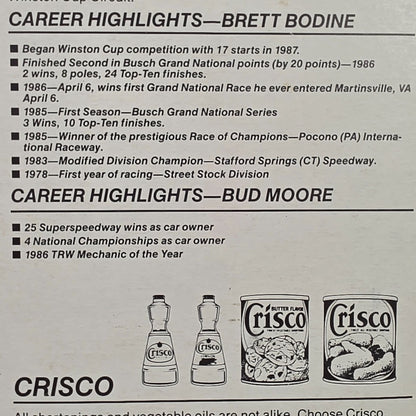 Winston Cup Circuit.
CAREER HIGHLIGHTS—BRETT BODINE
■ Began Winston Cup competition with 17 starts in 1987.
■ Finished Second in Busch Grand National points (by 20 points)—1986
2 wins, 8 poles, 24 Top-Ten finishes.
■ 1986—April 6, wins first Grand National Race he ever entered Martinsville, VA
April 6.
■ 1985—First Season—Busch Grand National Series
3 Wins, 10 Top-Ten finishes.
■ 1985—Winner of the prestigious Race of Champions—Pocono (PA) Interna-
tional Raceway.
■ 1983—Modified Division Champion—Stafford Springs (CT) Speedway.
■ 1978—First year of racing—Street Stock Division
CAREER HIGHLIGHTS—BUD MOORE
■ 25 Superspeedway wins as car owner
■ 4 National Championships as car owner
■ 1986 TRW Mechanic of the Year
Crisco
Crisco
BUTTER FLAVOR
Crisco
Crisco
CRISCO
All shortenings and vegetable oils are not alike. Choose Crisco